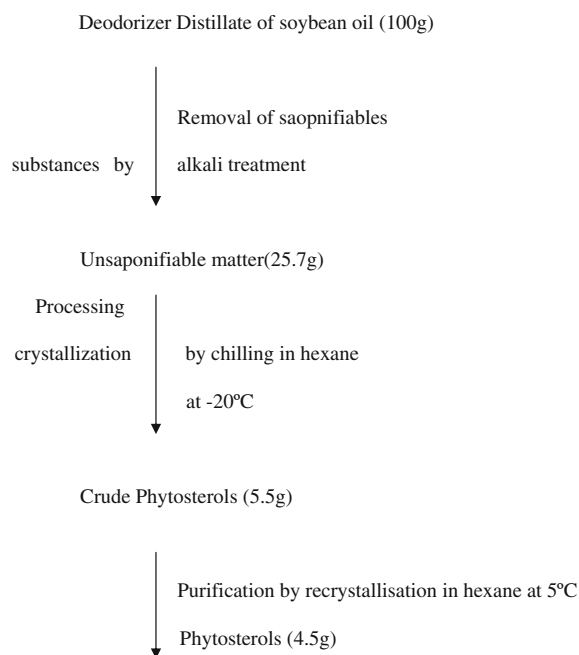 Deodorizer Distillate of soybean oil (100g)
Removal of saopnifiables
substances by alkali treatment
Unsaponifiable matter(25.7g)
Processing
crystallization by chilling in hexane
at -20ºC
Crude Phytosterols (5.5g)
Purification by recrystallisation in hexane at 5ºC
Phytosterols (4.5g)